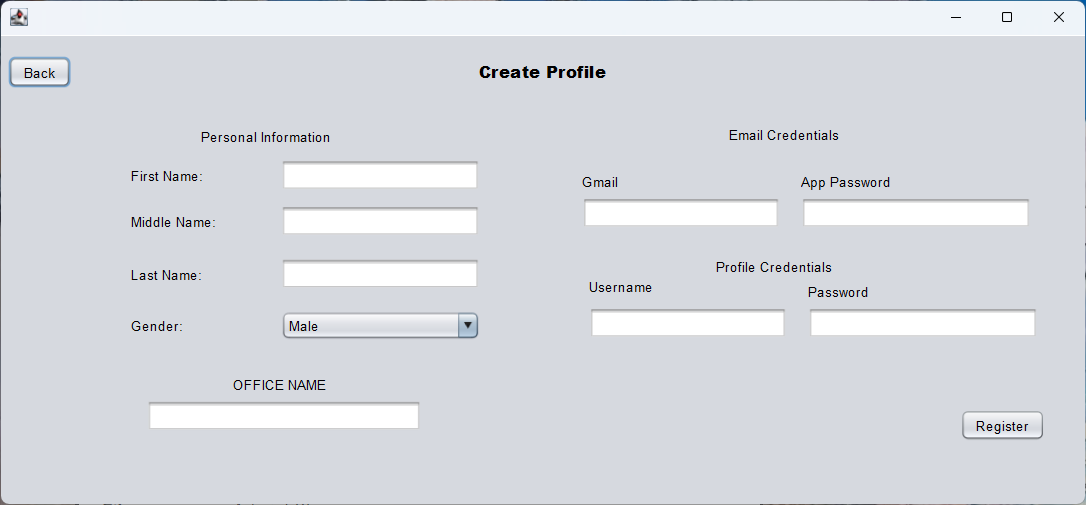 Back
Create Profile
Personal Information
First Name:
Middle Name:
Last Name:
Gender:
Male
OFFICE NAME
Email Credentials
Gmail
App Password
Profile Credentials
Username
Password
Register